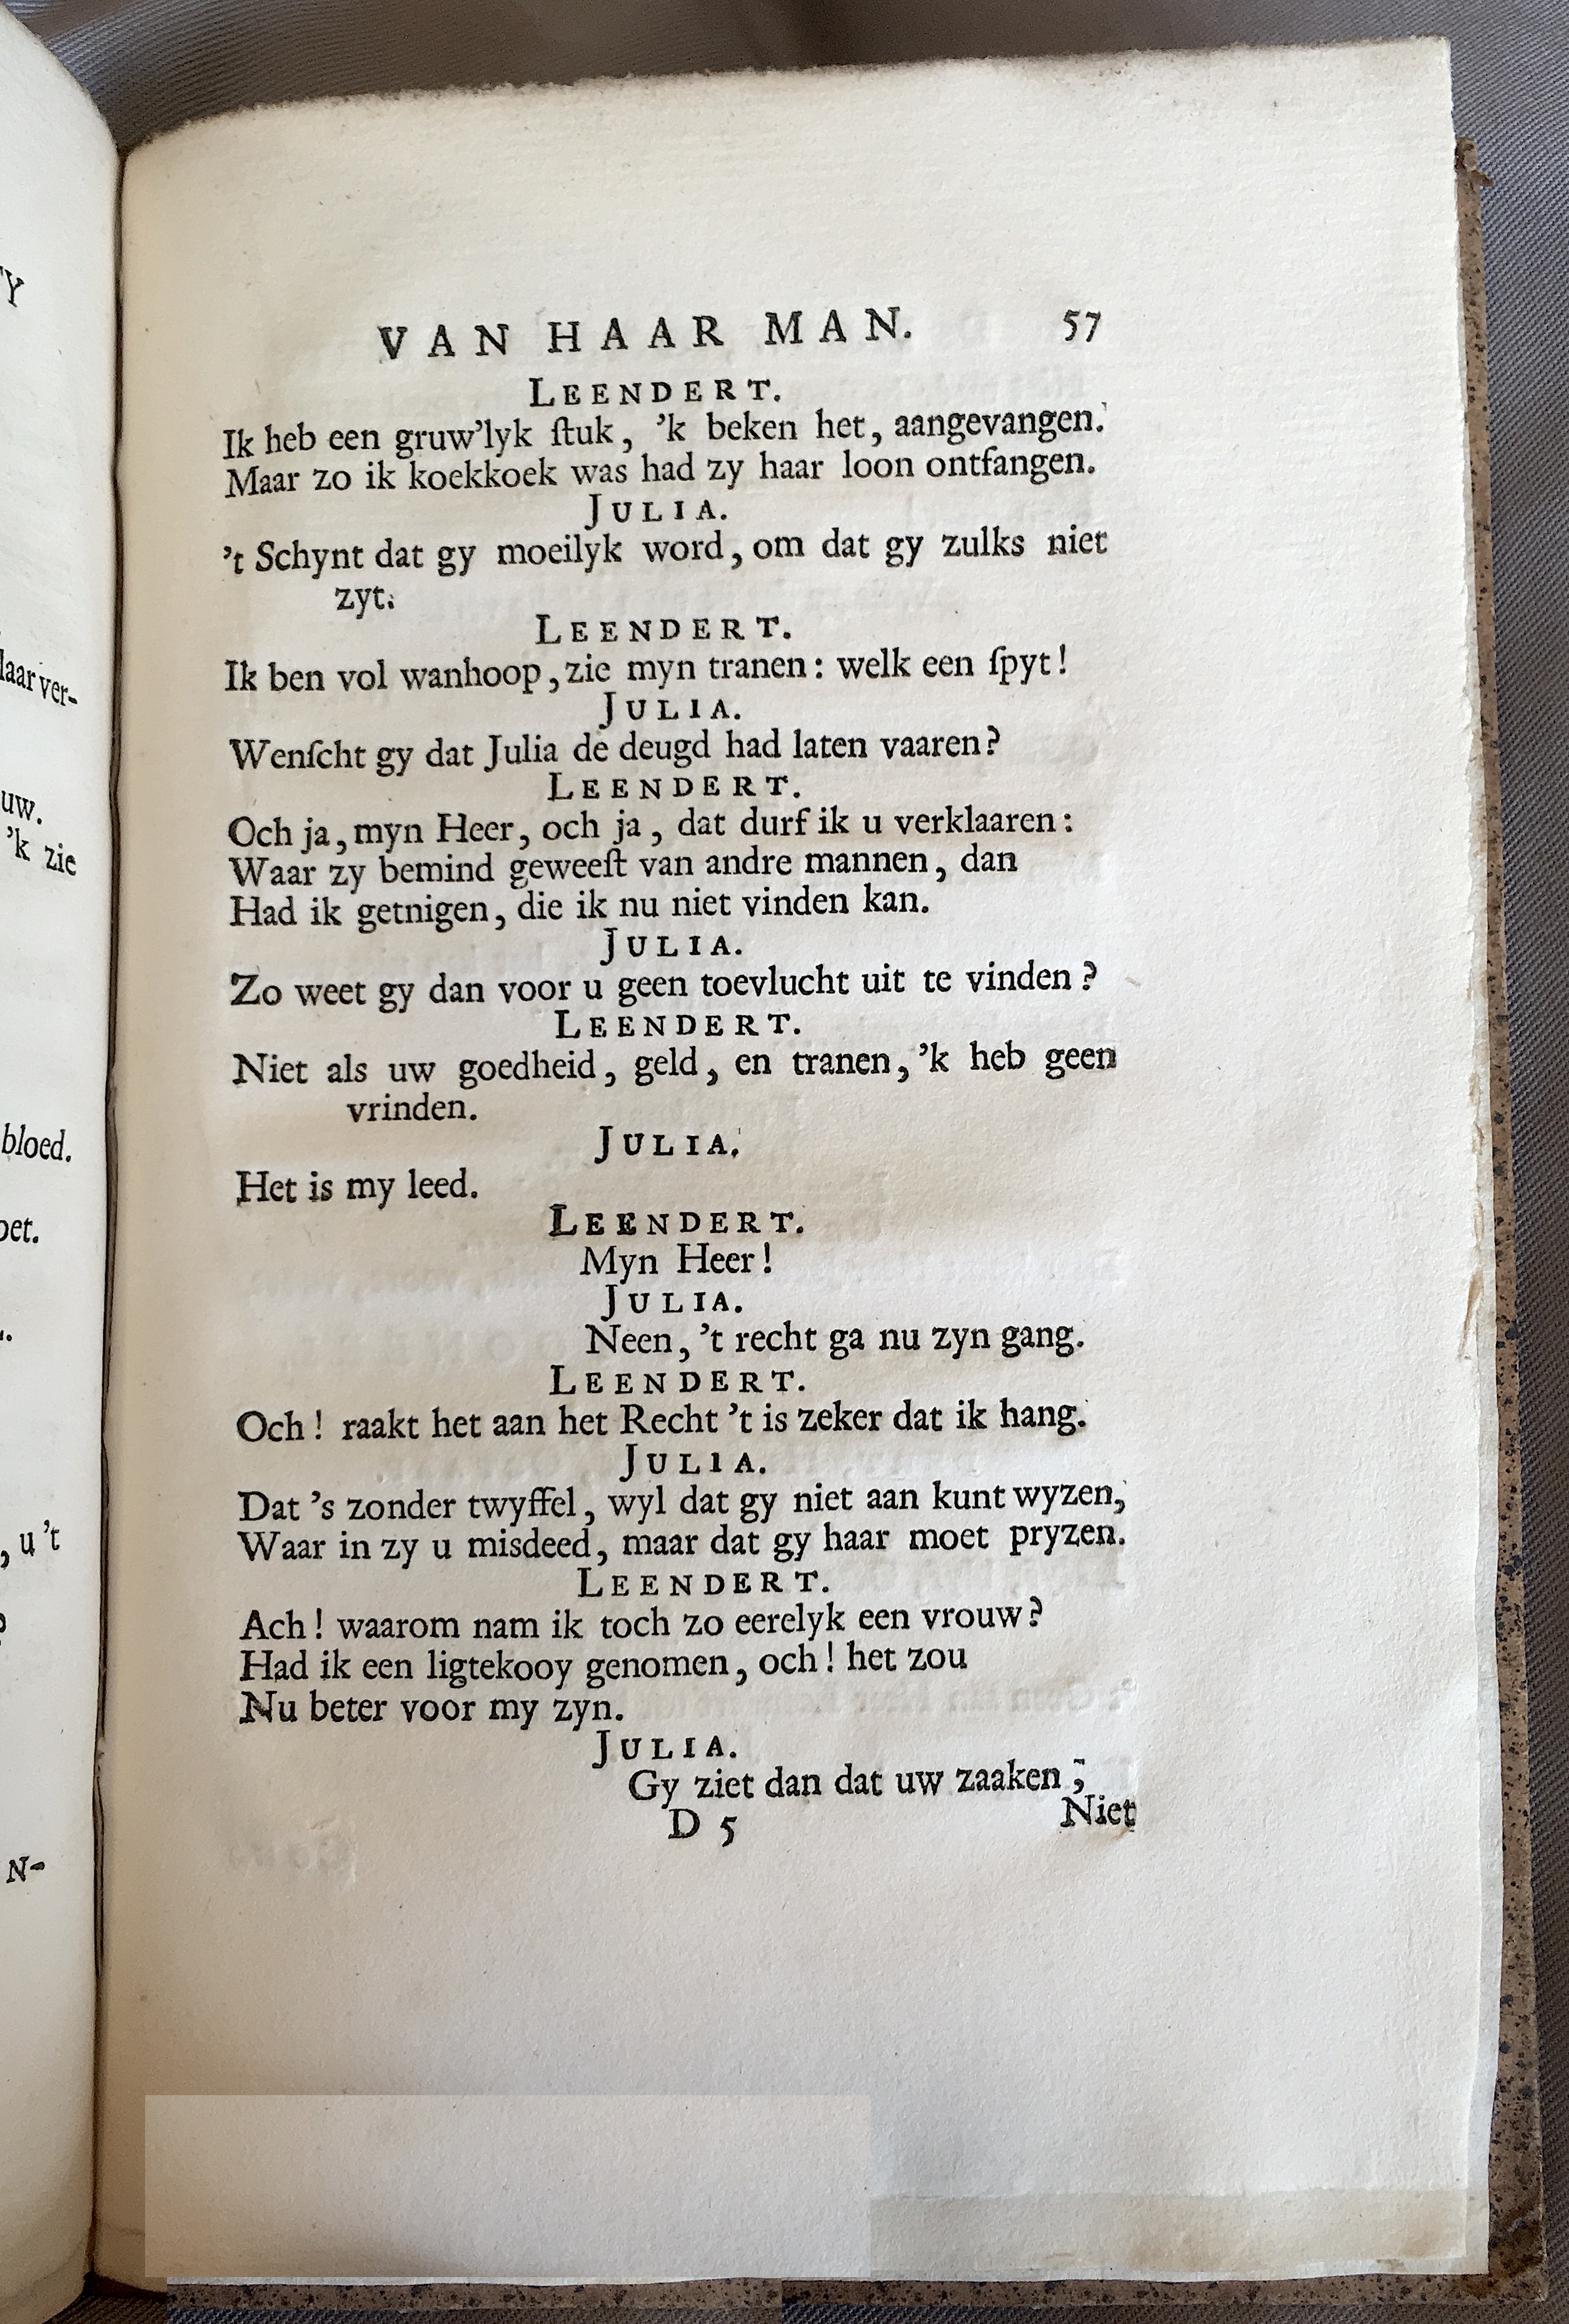 VAN HAAR MAN. 57
LEENDERT.
Ik heb een gruw'lyk ſtuk, 'k beken het, aangevangen.
Maar zo ik koekkoek was had zy haar loon ontfangen.
JULIA.
't Schynt dat gy moeilyk word, om dat gy zulks niet
zyt.
LEENDERT.
Ik ben vol wanhoop, zie myn tranen: welk een ſpyt!
JULIA.
Wenſcht gy dat Julia de deugd had laten vaaren?
LEENDERT.
Och ja, myn Heer, och ja, dat durf ik u verklaaren:
Waar zy bemind geweeſt van andre mannen, dan
Had ik getnigen, die ik nu niet vinden kan.
JULIA.
Zo weet gy dan voor u geen toevlucht uit te vinden?
LEENDERT.
Niet als uw goedheid, geld, en tranen, 'k heb geen
vrinden.
JULIA.
Het is my leed.
LEENDERT.
Myn Heer!
JULIA.
Neen, 't recht ga nu zyn gang.
LEENDERT.
Och! raakt het aan het Recht 't is zeker dat ik hang.
JULIA.
Dat 's zonder twyffel, wyl dat gy niet aan kunt wyzen,
Waar in zy u misdeed, maar dat gy haar moet pryzen.
LEENDERT.
Ach! waarom nam ik toch zo eerelyk een vrouw?
Had ik een ligtekooy genomen, och! het zou
Nu beter voor my zyn.
JULIA.
Gy ziet dan dat uw zaaken,
D 5 Niet
laar ver-
uw.
'k zie
bloed.
oet.
, u 't
N-